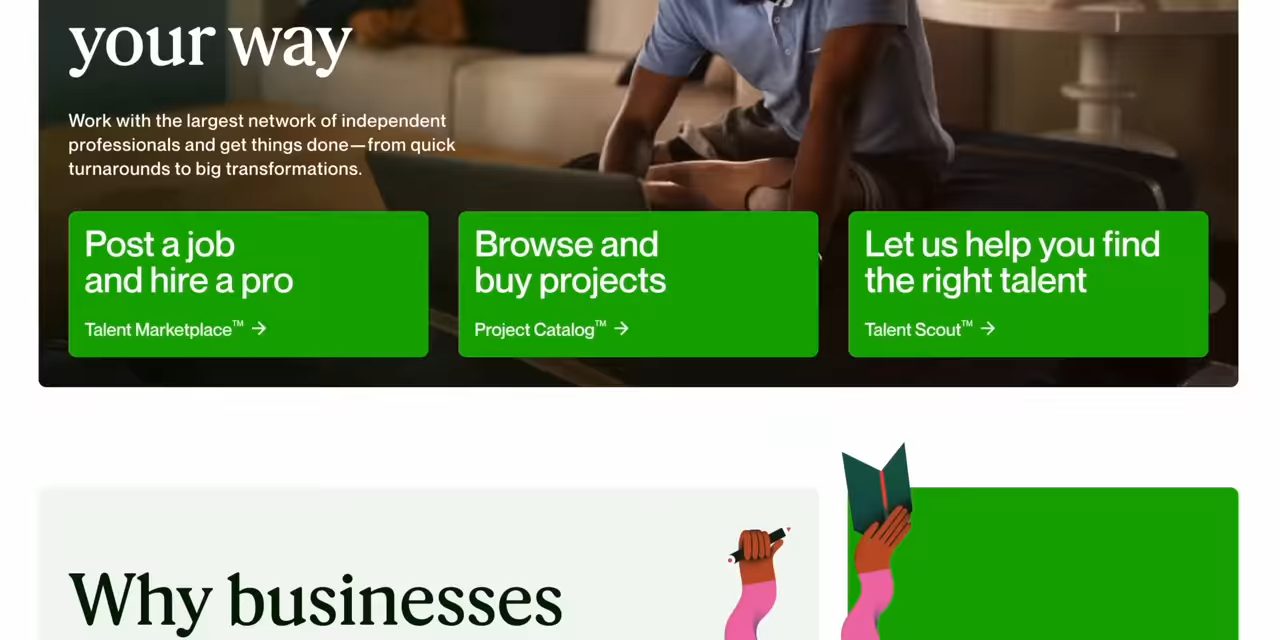 your way
Work with the largest network of independent
professionals and get things done—from quick
turnarounds to big transformations.
Post a job
and hire a pro
Talent Marketplace™ →
Browse and
buy projects
Project Catalog™ →
Let us help you find
the right talent
Talent Scout™ →
Why businesses